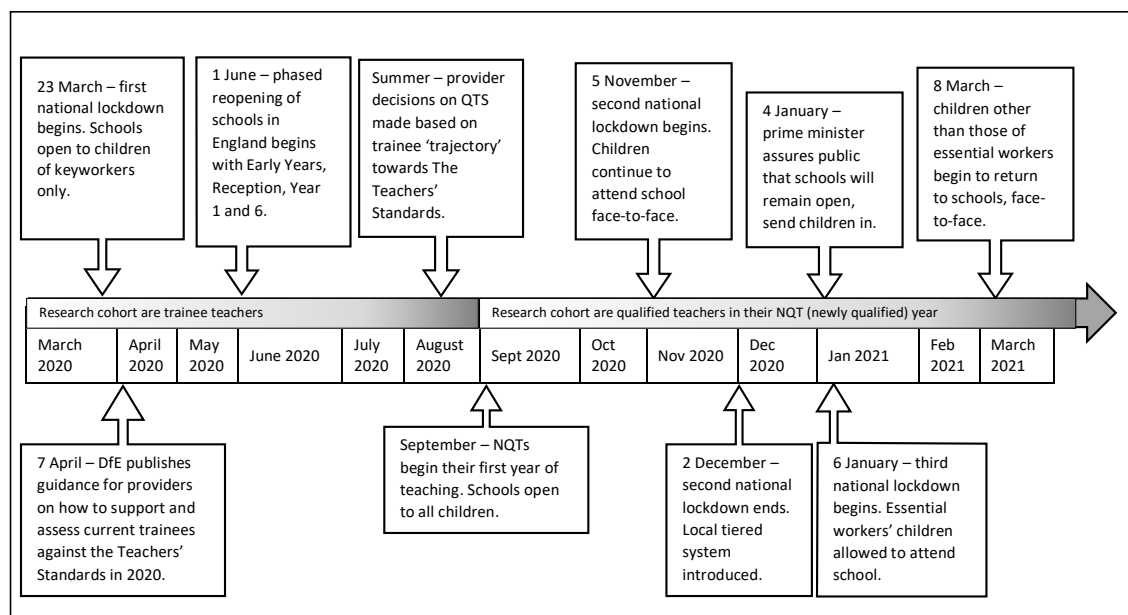 23 March – first
national lockdown
begins. Schools
open to children
of keyworkers
only.
1 June – phased
reopening of
schools in
England begins
with Early Years,
Reception, Year
1 and 6.
Summer – provider
decisions on QTS
made based on
trainee ‘trajectory’
towards The
Teachers’
Standards.
5 November –
second national
lockdown begins.
Children
continue to
attend school
face-to-face.
4 January –
prime minister
assures public
that schools will
remain open,
send children in.
8 March –
children other
than those of
essential workers
begin to return
to schools, face-
to-face.
Research cohort are trainee teachers
Research cohort are qualified teachers in their NQT (newly qualified) year
March
2020
April
2020
May
2020
June 2020
July
2020
August
2020
Sept 2020
Oct
2020
Nov 2020
Dec
2020
Jan 2021
Feb
2021
March
2021
7 April – DfE publishes
guidance for providers
on how to support and
assess current trainees
against the Teachers’
Standards in 2020.
September – NQTs
begin their first year of
teaching. Schools open
to all children.
2 December –
second national
lockdown ends.
Local tiered
system
introduced.
6 January – third
national lockdown
begins. Essential
workers’ children
allowed to attend
school.